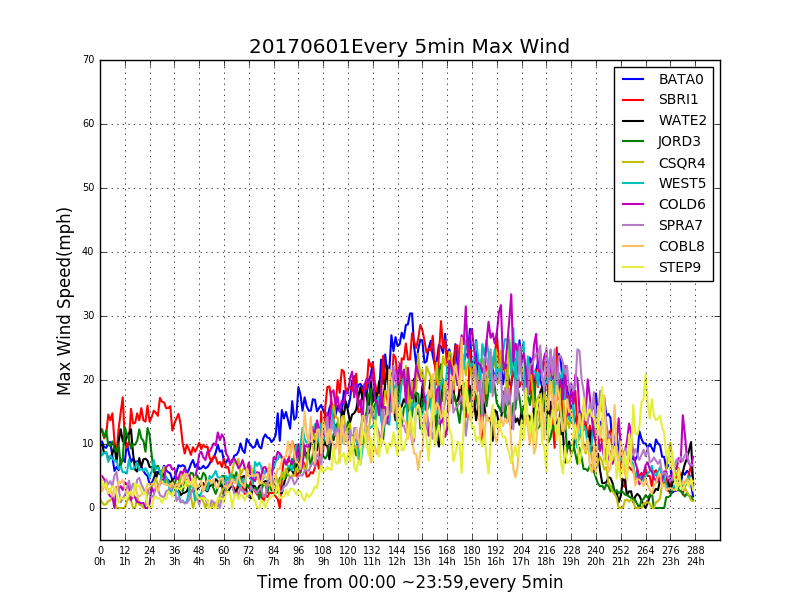 20170601Every 5min Max Wind
70
60
50
40
30
20
10
0
Max Wind Speed(mph)
BATA0
SBRI1
WATE2
JORD3
CSQR4
WEST5
COLD6
SPRA7
COBL8
STEP9
0 12 24 36 48 60 72 84 96 108 120 132 144 156 168 180 192 204 216 228 240 252 264 276 288
0h 1h 2h 3h 4h 5h 6h 7h 8h 9h 10h 11h 12h 13h 14h 15h 16h 17h 18h 19h 20h 21h 22h 23h 24h
Time from 00:00 ~23:59,every 5min